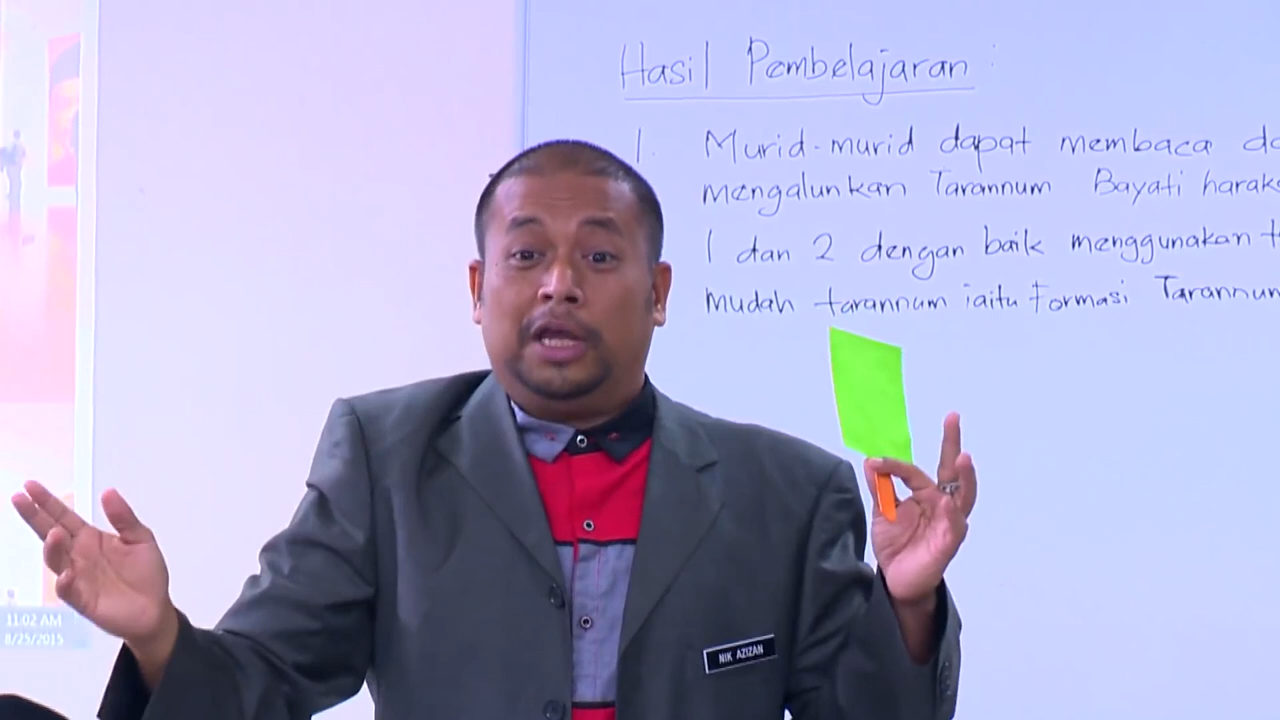 Hasil Pembelajaran :
1. Murid-murid dapat membaca
mengalunkan Tarannum Bayati
1 dan 2 dengan baik menggunakan
mudah tarannum iaitu Formasi Tarannum
NIK AZIZAN
11:02 AM
8/25/2015